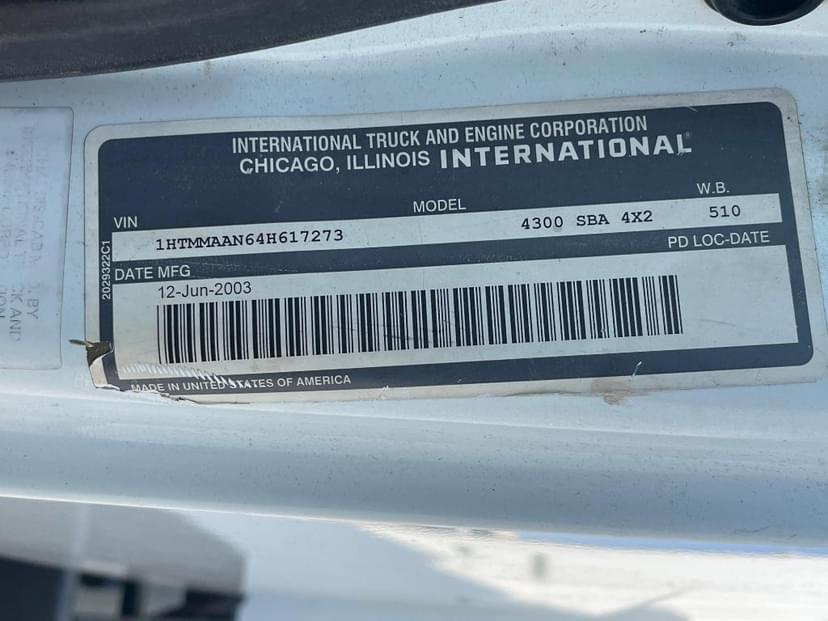 INTERNATIONAL TRUCK AND ENGINE CORPORATION
CHICAGO, ILLINOIS INTERNATIONAL
VIN MODEL W.B.
1HTMMAAN64H617273 4300 SBA 4X2 510
DATE MFG PD LOC-DATE
12-Jun-2003
MADE IN UNITED STATES OF AMERICA
2029322C1